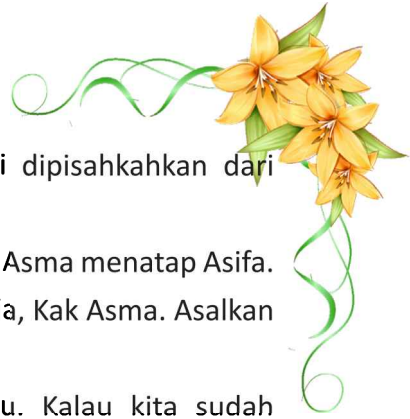 i dipisahkahkan dari
Asma menatap Asifa.
a, Kak Asma. Asalkan
u. Kalau kita sudah